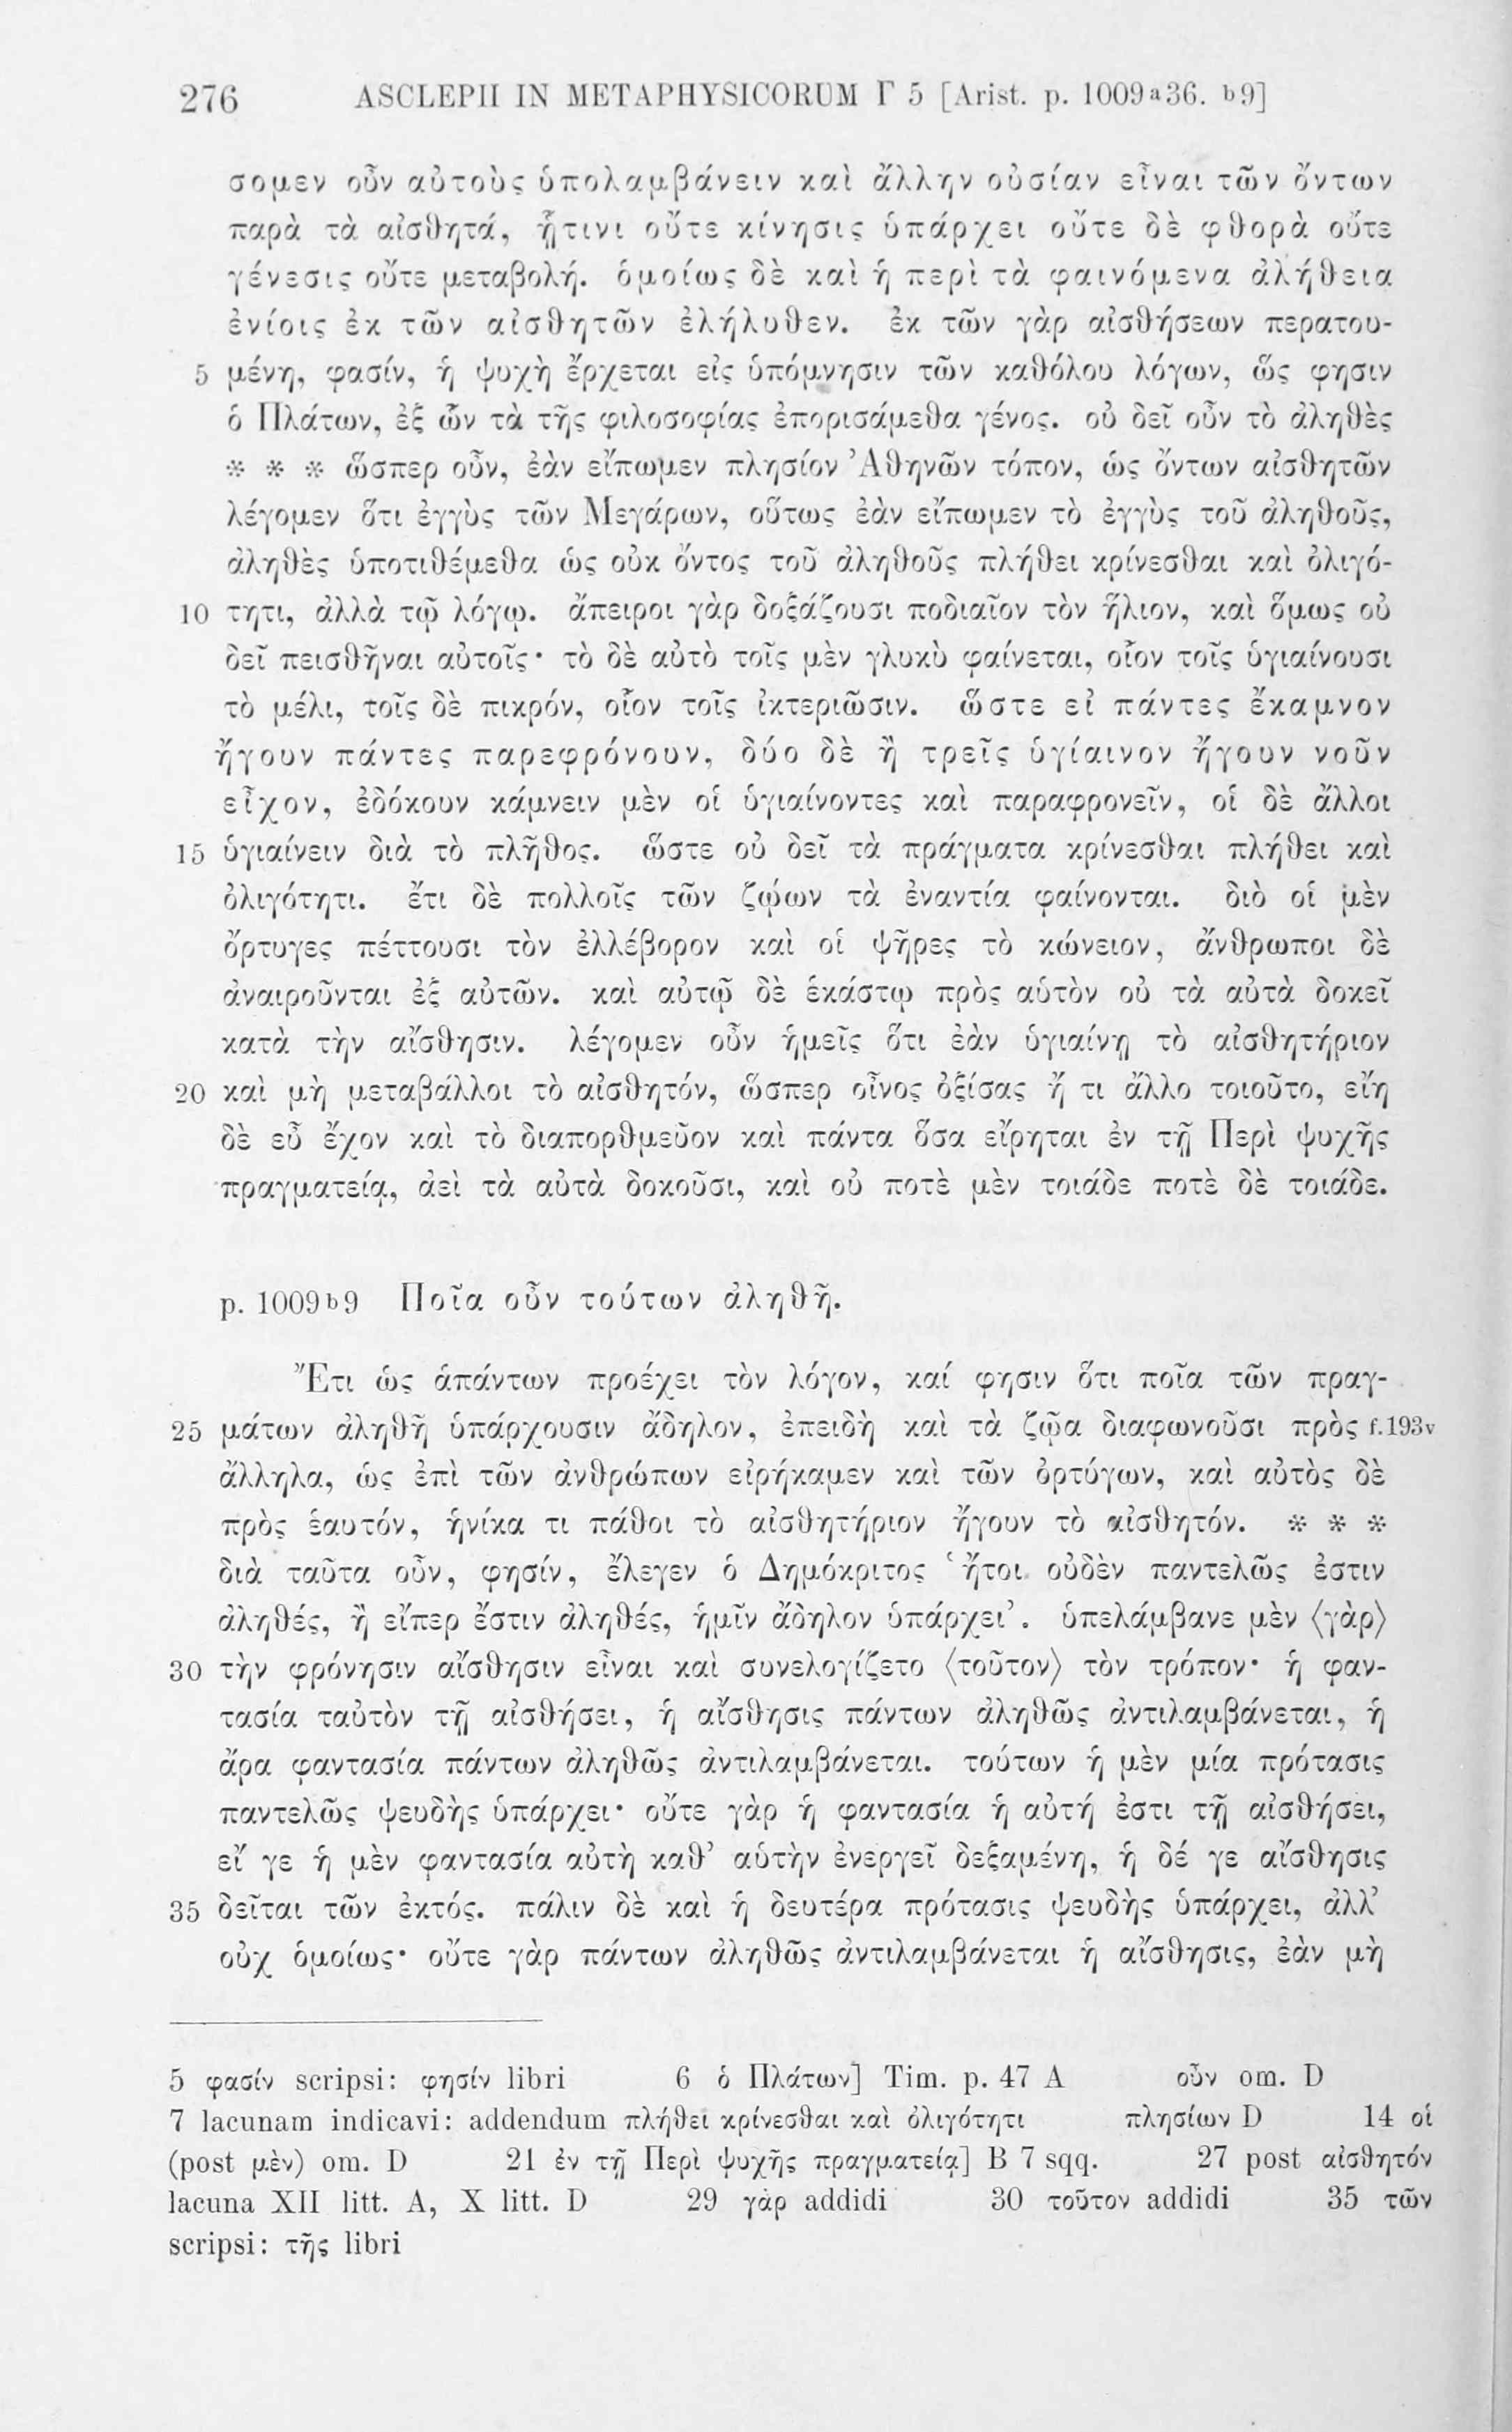 276 ASCLEPII IN METAPHYSICORUM Γ 5 [Arist. p. 1009a36. b9]
σομεν οὖν αὐτοὺς ὑπολαμβάνειν καὶ ἄλλην οὐσίαν εἶναι τῶν ὄντων
παρὰ τὰ αἰσθητά, ᾗτινι οὔτε κίνησις ὑπάρχει οὔτε δὲ φθορὰ οὔτε
γένεσις οὔτε μεταβολή. ὁμοίως δὲ καὶ ἡ περὶ τὰ φαινόμενα ἀλήθεια
ἐνίοις ἐκ τῶν αἰσθητῶν ἐλήλυθεν. ἐκ τῶν γὰρ αἰσθήσεων περατου-
5 μένη, φασίν, ἡ ψυχὴ ἔρχεται εἰς ὑπόμνησιν τῶν καθόλου λόγων, ὥς φησιν
ὁ Πλάτων, ἐξ ὧν τὰ τῆς φιλοσοφίας ἐπορισάμεθα γένος. οὐ δεῖ οὖν τὸ ἀληθὲς
* * * ὥσπερ οὖν, ἐὰν εἴπωμεν πλησίον Ἀθηνῶν τόπον, ὡς ὄντων αἰσθητῶν
λέγομεν ὅτι ἐγγὺς τῶν Μεγάρων, οὕτως ἐὰν εἴπωμεν τὸ ἐγγὺς τοῦ ἀληθοῦς,
ἀληθὲς ὑποτιθέμεθα ὡς οὐκ ὄντος τοῦ ἀληθοῦς πλήθει κρίνεσθαι καὶ ὀλιγό-
10 τητι, ἀλλὰ τῷ λόγῳ. ἄπειροι γὰρ δοξάζουσι ποδιαῖον τὸν ἥλιον, καὶ ὅμως οὐ
δεῖ πεισθῆναι αὐτοῖς· τὸ δὲ αὐτὸ τοῖς μὲν γλυκὺ φαίνεται, οἷον τοῖς ὑγιαίνουσι
τὸ μέλι, τοῖς δὲ πικρόν, οἷον τοῖς ἰκτεριῶσιν. ὥστε εἰ πάντες ἔκαμνον
ἤγουν πάντες παρεφρόνουν, δύο δὲ ἢ τρεῖς ὑγίαινον ἤγουν νοῦν
εἶχον, ἐδόκουν κάμνειν μὲν οἱ ὑγιαίνοντες καὶ παραφρονεῖν, οἱ δὲ ἄλλοι
15 ὑγιαίνειν διὰ τὸ πλῆθος. ὥστε οὐ δεῖ τὰ πράγματα κρίνεσθαι πλήθει καὶ
ὀλιγότητι. ἔτι δὲ πολλοῖς τῶν ζῴων τὰ ἐναντία φαίνονται. διὸ οἱ μὲν
ὄρτυγες πέττουσι τὸν ἐλλέβορον καὶ οἱ ψῆρες τὸ κώνειον, ἄνθρωποι δὲ
ἀναιροῦνται ἐξ αὐτῶν. καὶ αὐτῷ δὲ ἑκάστῳ πρὸς αὑτὸν οὐ τὰ αὐτὰ δοκεῖ
κατὰ τὴν αἴσθησιν. λέγομεν οὖν ἡμεῖς ὅτι ἐὰν ὑγιαίνῃ τὸ αἰσθητήριον
20 καὶ μὴ μεταβάλλοι τὸ αἰσθητόν, ὥσπερ οἶνος ὀξίσας ἤ τι ἄλλο τοιοῦτο, εἴη
δὲ εὖ ἔχον καὶ τὸ διαπορθμεῦον καὶ πάντα ὅσα εἴρηται ἐν τῇ Περὶ ψυχῆς
πραγματείᾳ, ἀεὶ τὰ αὐτὰ δοκοῦσι, καὶ οὐ ποτὲ μὲν τοιάδε ποτὲ δὲ τοιάδε.
p. 1009b9 Ποῖα οὖν τούτων ἀληθῆ.
Ἔτι ὡς ἁπάντων προέχει τὸν λόγον, καί φησιν ὅτι ποῖα τῶν πραγ-
25 μάτων ἀληθῆ ὑπάρχουσιν ἄδηλον, ἐπειδὴ καὶ τὰ ζῷα διαφωνοῦσι πρὸς f.193v
ἄλληλα, ὡς ἐπὶ τῶν ἀνθρώπων εἰρήκαμεν καὶ τῶν ὀρτύγων, καὶ αὐτὸς δὲ
πρὸς ἑαυτόν, ἡνίκα τι πάθοι τὸ αἰσθητήριον ἤγουν τὸ αἰσθητόν. * * *
διὰ ταῦτα οὖν, φησίν, ἔλεγεν ὁ Δημόκριτος ‘ἤτοι οὐδὲν παντελῶς ἐστιν
ἀληθές, ἢ εἴπερ ἔστιν ἀληθές, ἡμῖν ἄδηλον ὑπάρχει’. ὑπελάμβανε μὲν ⟨γὰρ⟩
30 τὴν φρόνησιν αἴσθησιν εἶναι καὶ συνελογίζετο ⟨τοῦτον⟩ τὸν τρόπον· ἡ φαν-
τασία ταὐτὸν τῇ αἰσθήσει, ἡ αἴσθησις πάντων ἀληθῶς ἀντιλαμβάνεται, ἡ
ἄρα φαντασία πάντων ἀληθῶς ἀντιλαμβάνεται. τούτων ἡ μὲν μία πρότασις
παντελῶς ψευδὴς ὑπάρχει· οὔτε γὰρ ἡ φαντασία ἡ αὐτή ἐστι τῇ αἰσθήσει,
εἴ γε ἡ μὲν φαντασία αὐτὴ καθ’ αὑτὴν ἐνεργεῖ δεξαμένη, ἡ δέ γε αἴσθησις
35 δεῖται τῶν ἐκτός. πάλιν δὲ καὶ ἡ δευτέρα πρότασις ψευδὴς ὑπάρχει, ἀλλ’
οὐχ ὁμοίως· οὔτε γὰρ πάντων ἀληθῶς ἀντιλαμβάνεται ἡ αἴσθησις, ἐὰν μὴ
5 φασίν scripsi: φησίν libri 6 ὁ Πλάτων] Tim. p. 47 A οὖν om. D
7 lacunam indicavi: addendum πλήθει κρίνεσθαι καὶ ὀλιγότητι πλησίων D 14 οἱ
(post μὲν) om. D 21 ἐν τῇ Περὶ ψυχῆς πραγματείᾳ] B 7 sqq. 27 post αἰσθητόν
lacuna XII litt. A, X litt. D 29 γὰρ addidi 30 τοῦτον addidi 35 τῶν
scripsi: τῆς libri